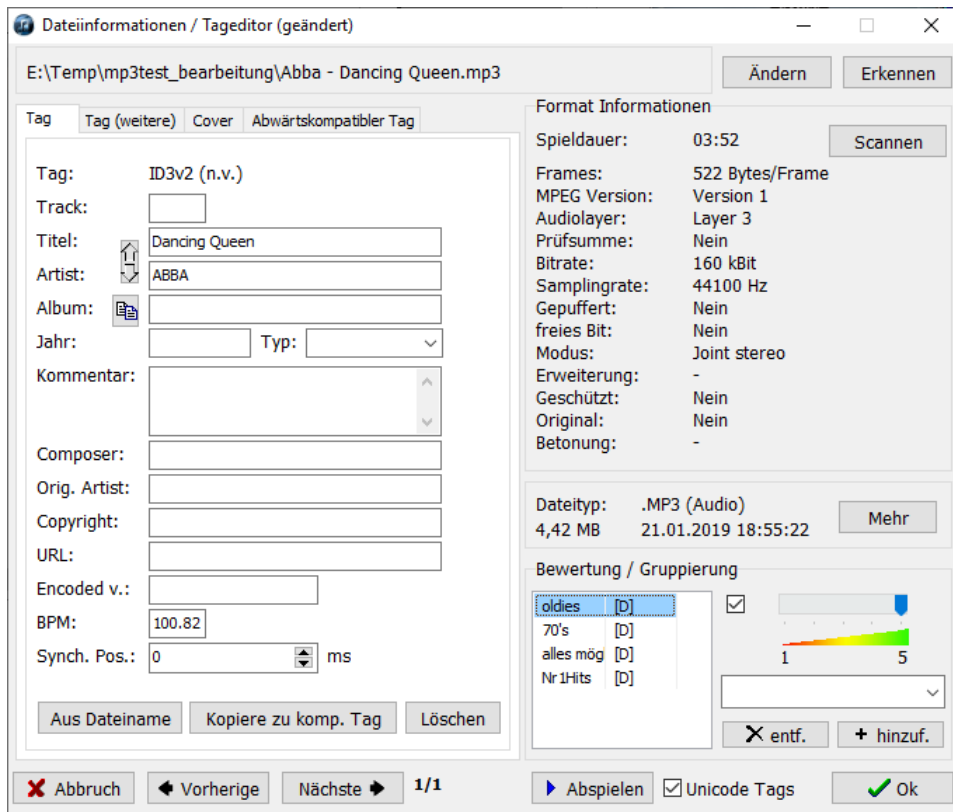 Dateiinformationen / Tageditor (geändert)
E:\Temp\mp3test_bearbeitung\Abba - Dancing Queen.mp3
Ändern
Erkennen
Tag
Tag (weitere)
Cover
Abwärtskompatibler Tag
Tag: ID3v2 (n.v.)
Track:
Titel: Dancing Queen
Artist: ABBA
Album:
Jahr: Typ:
Kommentar:
Composer:
Orig. Artist:
Copyright:
URL:
Encoded v.:
BPM: 100.82
Synch. Pos.: 0 ms
Aus Dateiname
Kopiere zu komp. Tag
Löschen
Format Informationen
Spieldauer: 03:52
Scannen
Frames: 522 Bytes/Frame
MPEG Version: Version 1
Audiolayer: Layer 3
Prüfsumme: Nein
Bitrate: 160 kBit
Samplingrate: 44100 Hz
Gepuffert: Nein
freies Bit: Nein
Modus: Joint stereo
Erweiterung: -
Geschützt: Nein
Original: Nein
Betonung: -
Dateityp: .MP3 (Audio)
4,42 MB 21.01.2019 18:55:22
Mehr
Bewertung / Gruppierung
oldies [D]
70's [D]
alles mög [D]
Nr1Hits [D]
1 5
entf.
+ hinzuf.
Abbruch
Vorherige
Nächste
1/1
Abspielen
Unicode Tags
Ok